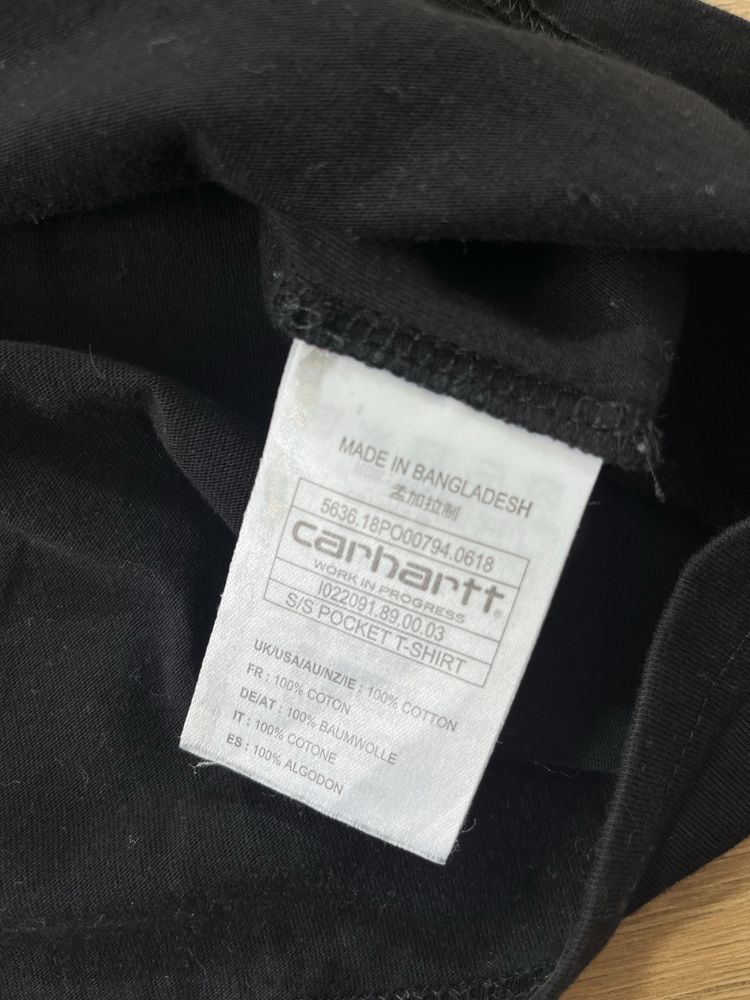 MADE IN BANGLADESH
孟加拉制
5636.18PO00794.0618
carhartt®
WORK IN PROGRESS
I022091.89.00.03
S/S POCKET T-SHIRT
UK/USA/AU/NZ/IE : 100% COTTON
FR : 100% COTON
DE/AT : 100% BAUMWOLLE
IT : 100% COTONE
ES : 100% ALGODON